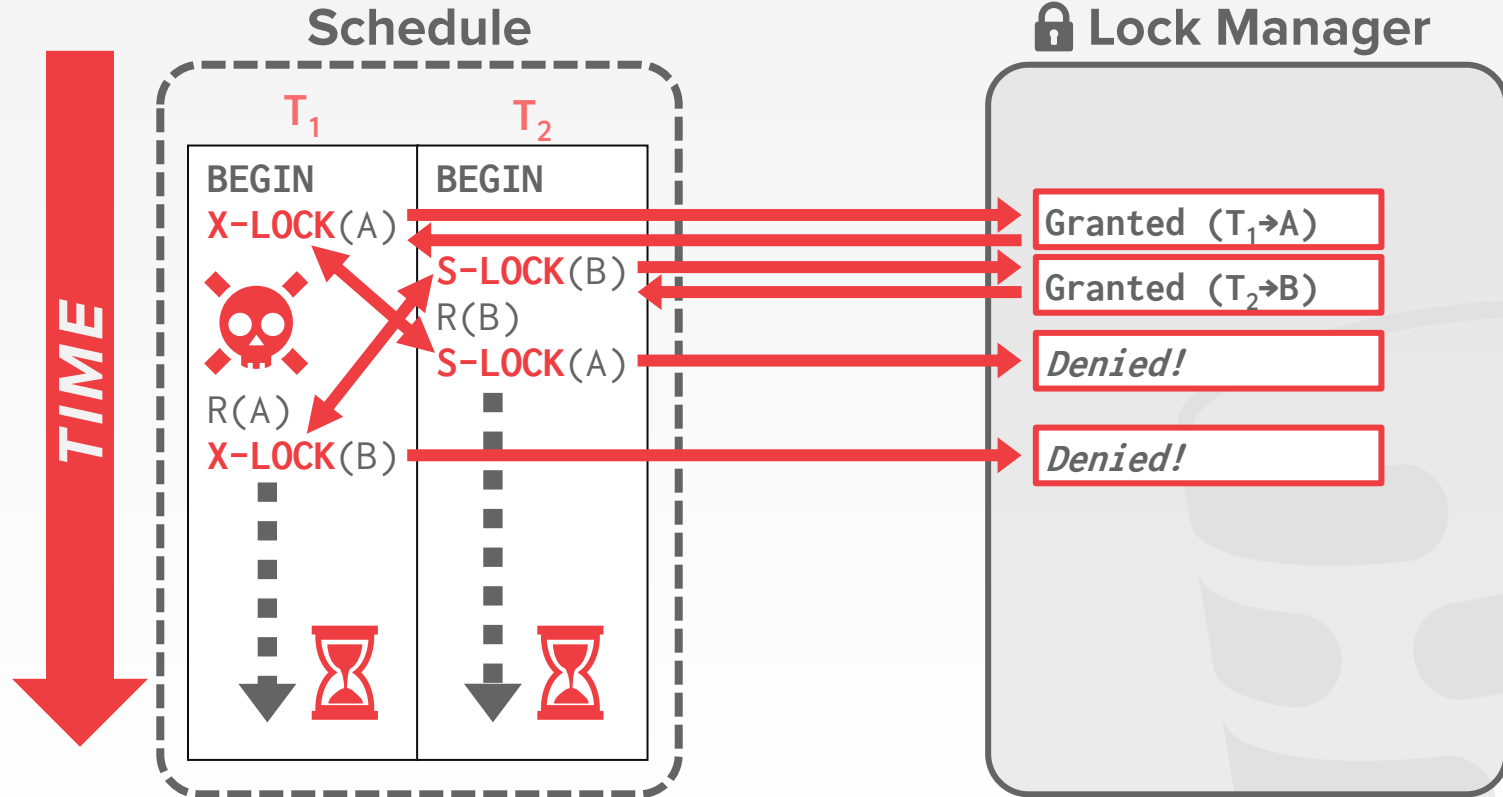 Schedule
Lock Manager
TIME
T₁
T₂
BEGIN
BEGIN
X-LOCK(A)
Granted (T₁→A)
S-LOCK(B)
Granted (T₂→B)
R(B)
S-LOCK(A)
Denied!
R(A)
X-LOCK(B)
Denied!